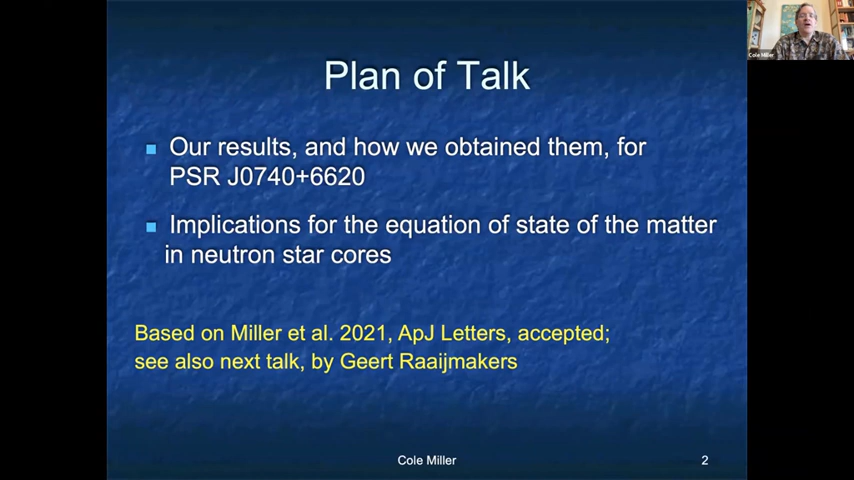 Plan of Talk
Our results, and how we obtained them, for
PSR J0740+6620
Implications for the equation of state of the matter
in neutron star cores
Based on Miller et al. 2021, ApJ Letters, accepted;
see also next talk, by Geert Raaijmakers
Cole Miller
2
Cole Miller